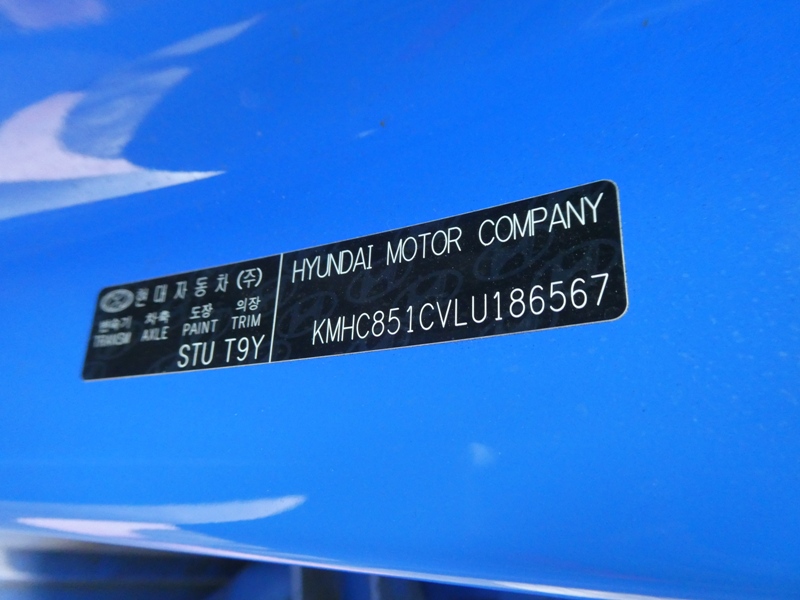 현대자동차(주)
변속기 차축 도장 의장
TRANSM AXLE PAINT TRIM
STU T9Y
HYUNDAI MOTOR COMPANY
KMHC851CVLU186567